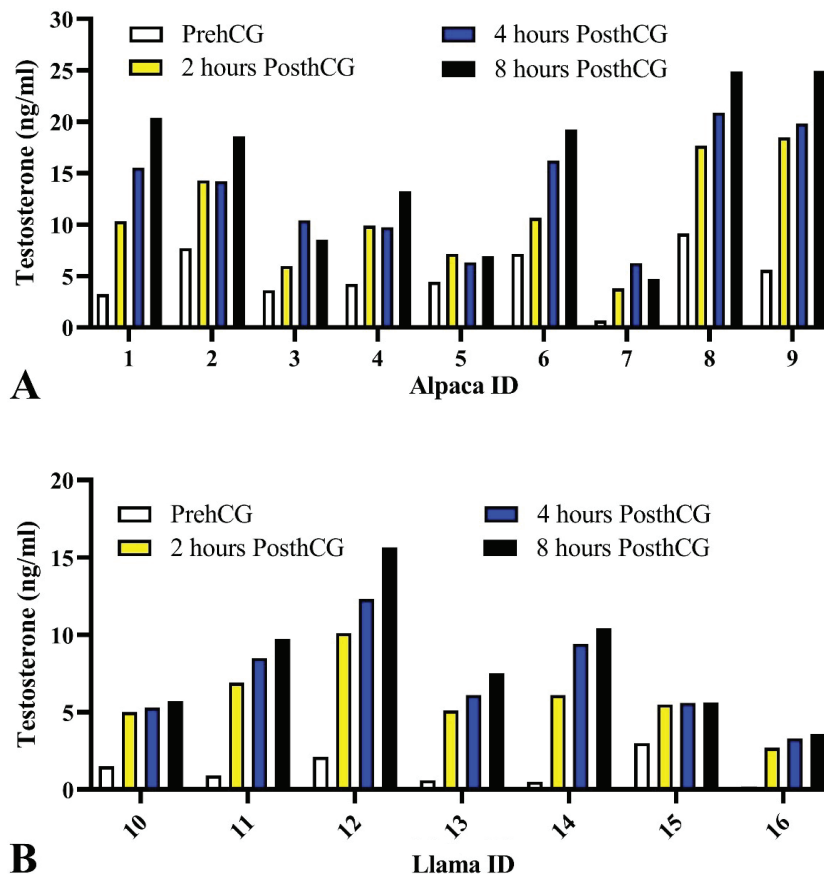 30
25
20
15
10
5
0
Testosterone (ng/ml)
PrehCG
2 hours PosthCG
4 hours PosthCG
8 hours PosthCG
1 2 3 4 5 6 7 8 9
Alpaca ID
A
20
15
10
5
0
Testosterone (ng/ml)
PrehCG
2 hours PosthCG
4 hours PosthCG
8 hours PosthCG
10 11 12 13 14 15 16
Llama ID
B